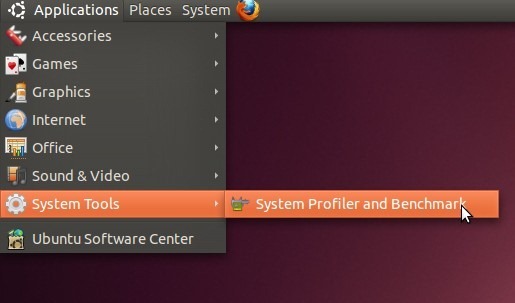 Applications Places System
Accessories
Games
Graphics
Internet
Office
Sound & Video
System Tools
System Profiler and Benchmark
Ubuntu Software Center